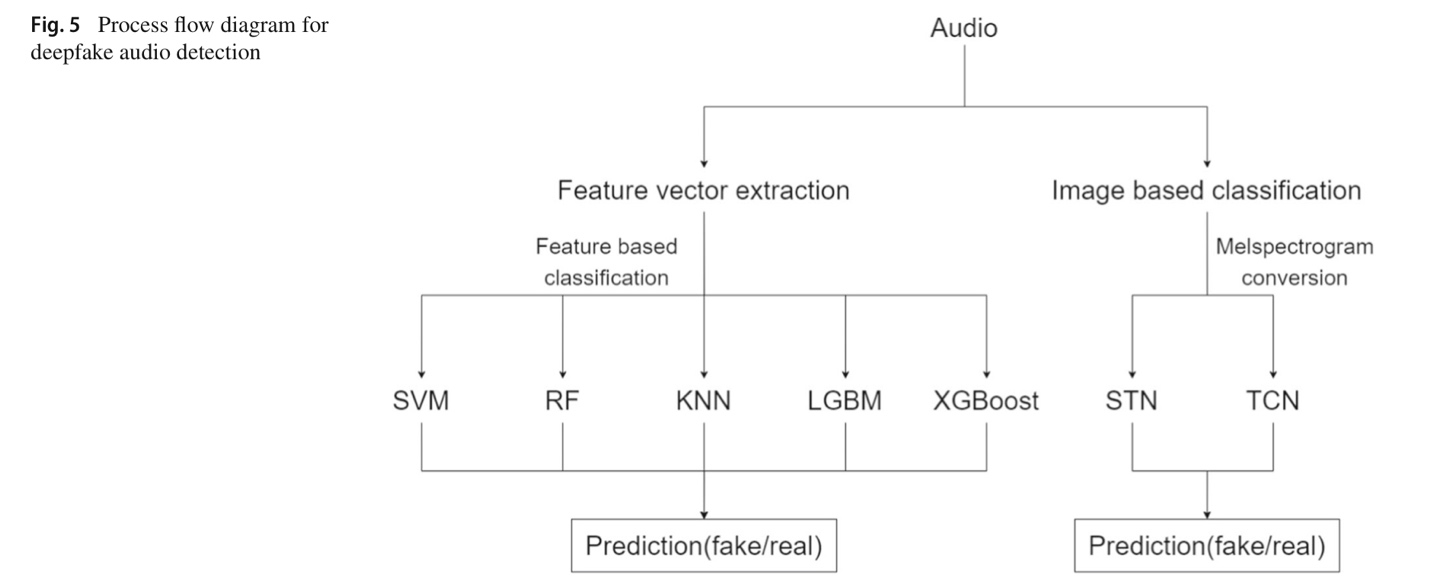 Fig. 5 Process flow diagram for
deepfake audio detection
Audio
Feature vector extraction
Image based classification
Feature based
classification
Melspectrogram
conversion
SVM
RF
KNN
LGBM
XGBoost
STN
TCN
Prediction(fake/real)
Prediction(fake/real)